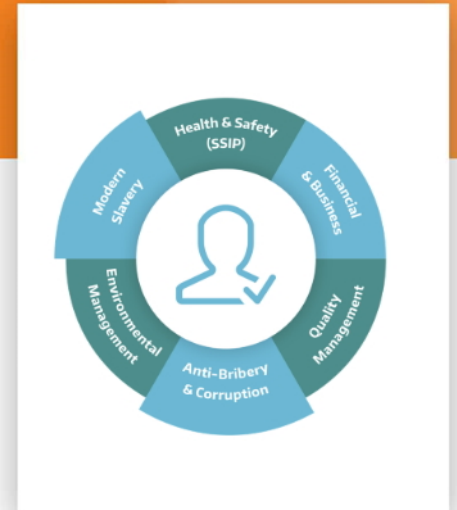 Health & Safety
(SSIP)
Financial
& Business
Quality
Management
Anti-Bribery
& Corruption
Environmental
Management
Modern
Slavery